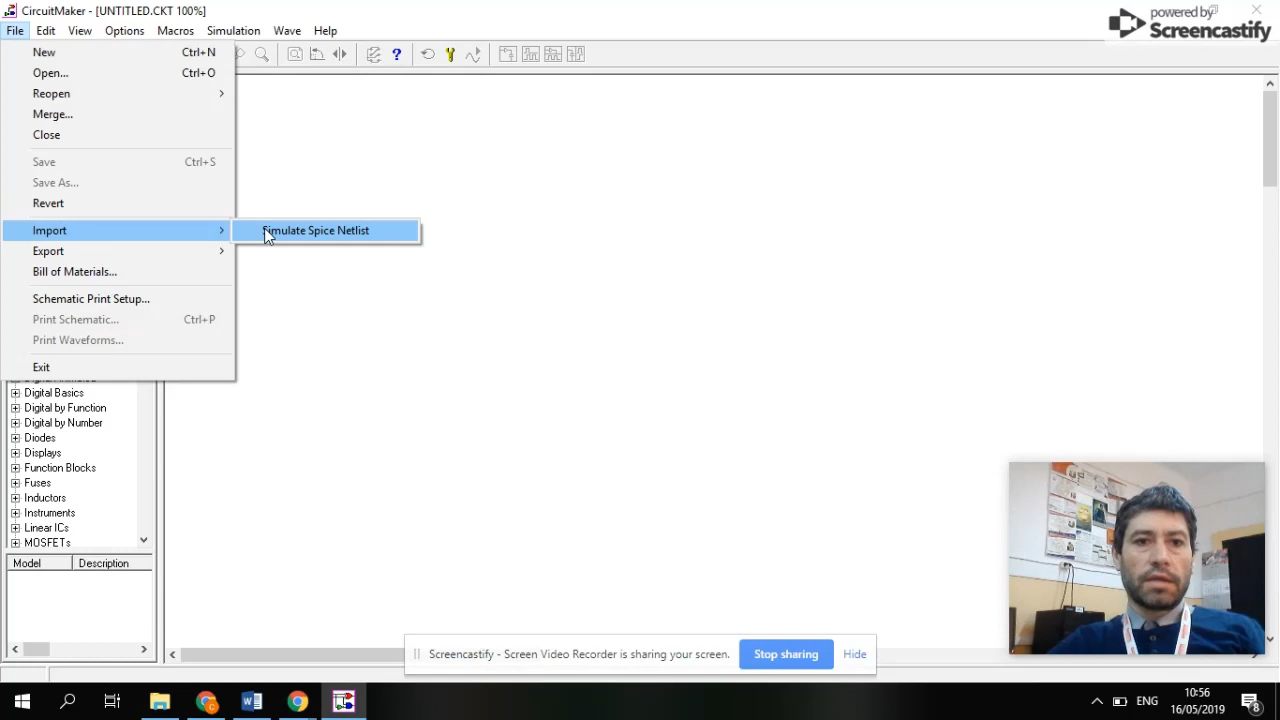 CircuitMaker - [UNTITLED.CKT 100%]
powered by
Screencastify
File Edit View Options Macros Simulation Wave Help
New Ctrl+N
Open... Ctrl+O
Reopen
Merge...
Close
Save Ctrl+S
Save As...
Revert
Import
Simulate Spice Netlist
Export
Bill of Materials...
Schematic Print Setup...
Print Schematic... Ctrl+P
Print Waveforms...
Exit
Digital Basics
Digital by Function
Digital by Number
Diodes
Displays
Function Blocks
Fuses
Inductors
Instruments
Linear ICs
MOSFETs
Model Description
Screencastify - Screen Video Recorder is sharing your screen. Stop sharing Hide
ENG
10:56
16/05/2019
8